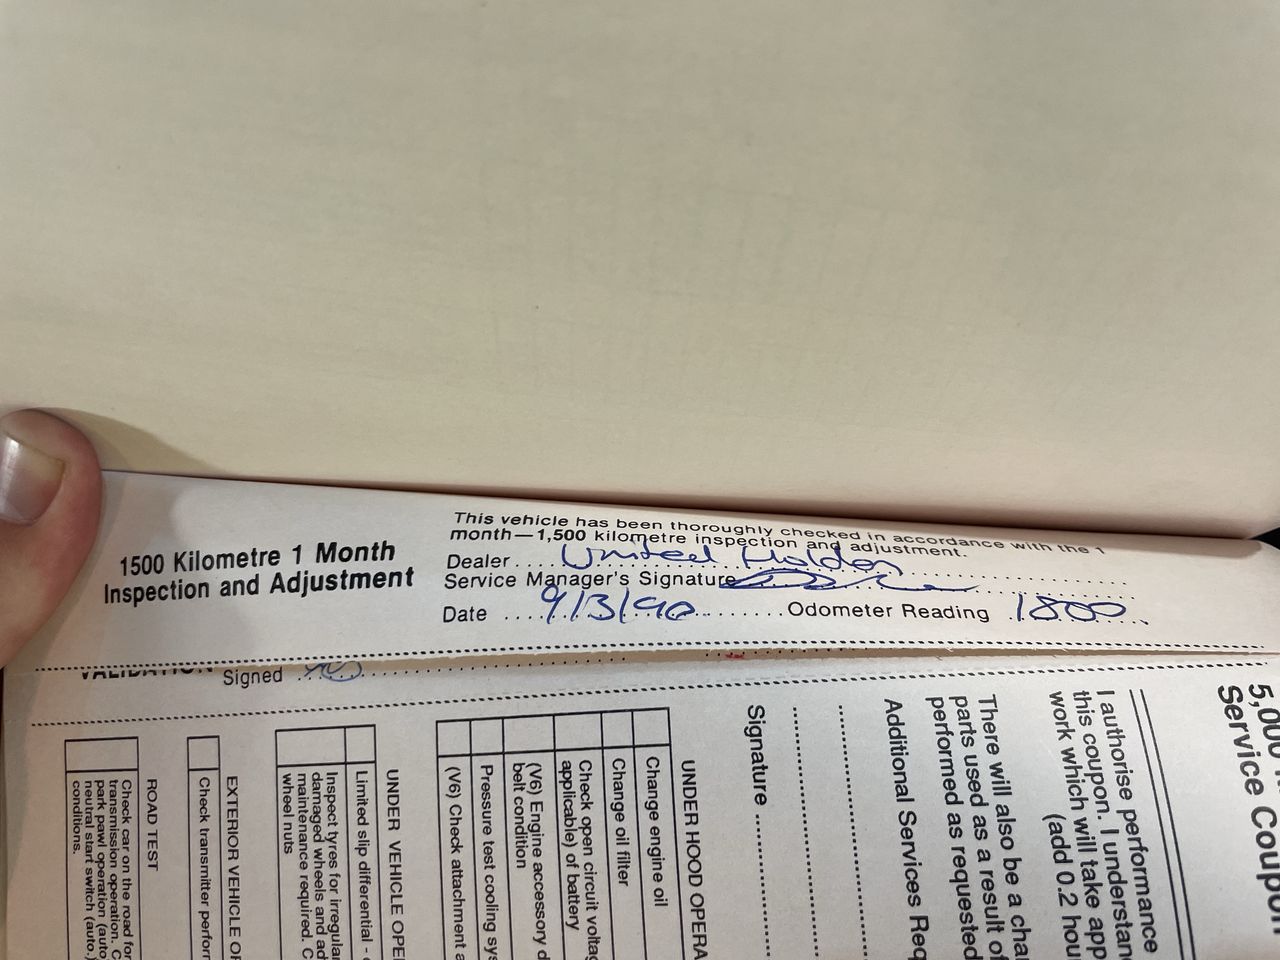 This vehicle has been thoroughly checked in accordance with the 1
month—1,500 kilometre inspection and adjustment.
1500 Kilometre 1 Month
Inspection and Adjustment
Dealer .... United Holden
Service Manager's Signature
Date .... 9/3/90 ........ Odometer Reading 1800
VALIDATION Signed
5,000
Service Coupon
I authorise performance
this coupon. I understan
work which will take app
(add 0.2 hou
There will also be a cha
parts used as a result of
performed as requested
Additional Services Req
Signature
UNDER HOOD OPERA
Change engine oil
Change oil filter
Check open circuit voltag
applicable) of battery
(V6) Engine accessory d
belt condition
Pressure test cooling sys
(V6) Check attachment a
UNDER VEHICLE OPE
Limited slip differential -
Inspect tyres for irregular
damaged wheels and ad
maintenance required. C
wheel nuts
EXTERIOR VEHICLE OP
Check transmitter perfor
ROAD TEST
Check car on the road for
transmission operation. C
park pawl operation (auto
neutral start switch (auto.)
conditions.